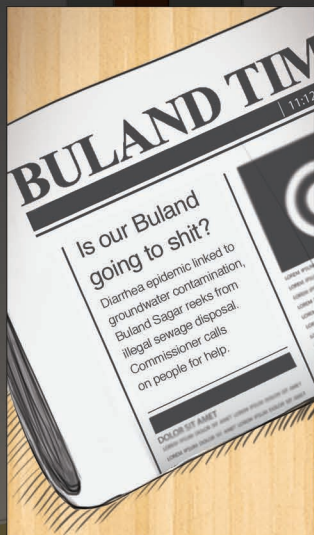 BULAND TIM
11:12
Is our Buland
going to shit?
Diarrhea epidemic linked to
groundwater contamination,
Buland Sagar reeks from
illegal sewage disposal.
Commissioner calls
on people for help.
DOLOR SIT AMET